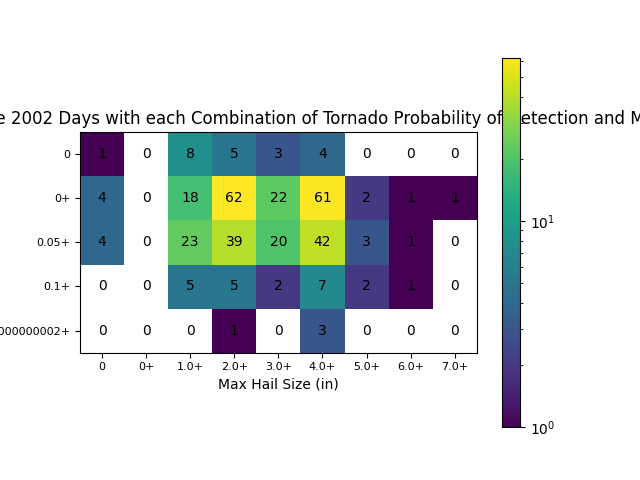 e 2002 Days with each Combination of Tornado Probability of Detection and M
0 1 0 8 5 3 4 0 0 0
0+ 4 0 18 62 22 61 2 1 1
0.05+ 4 0 23 39 20 42 3 1 0
0.1+ 0 0 5 5 2 7 2 1 0
000000002+ 0 0 0 1 0 3 0 0 0
0 0+ 1.0+ 2.0+ 3.0+ 4.0+ 5.0+ 6.0+ 7.0+
Max Hail Size (in)
10¹
10⁰